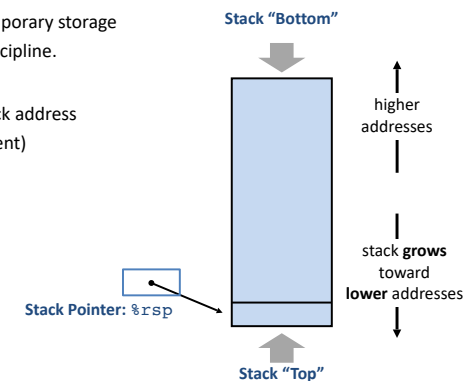 porary storage
cipline.
ck address
ent)
Stack “Bottom”
higher
addresses
stack grows
toward
lower addresses
Stack Pointer: %rsp
Stack “Top”